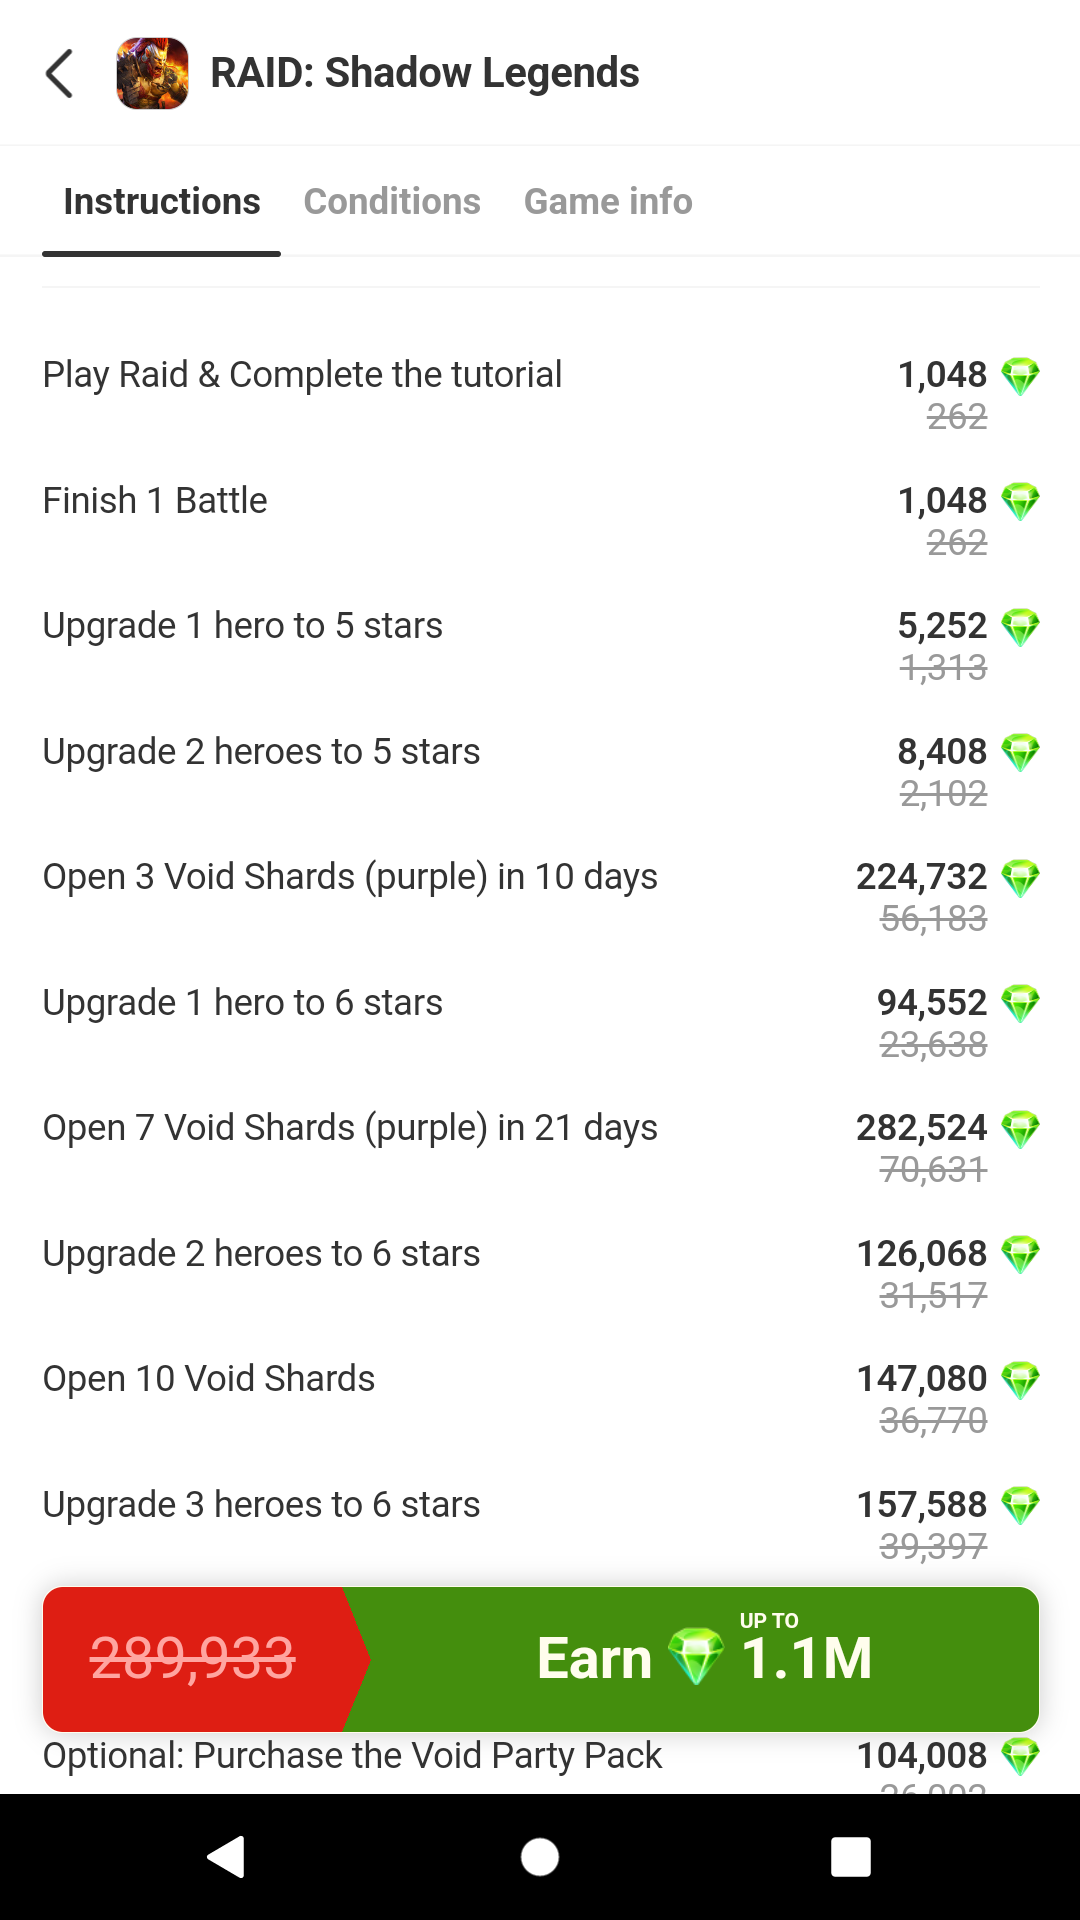 RAID: Shadow Legends
Instructions Conditions Game info
Play Raid & Complete the tutorial 1,048
262
Finish 1 Battle 1,048
262
Upgrade 1 hero to 5 stars 5,252
1,313
Upgrade 2 heroes to 5 stars 8,408
2,102
Open 3 Void Shards (purple) in 10 days 224,732
56,183
Upgrade 1 hero to 6 stars 94,552
23,638
Open 7 Void Shards (purple) in 21 days 282,524
70,631
Upgrade 2 heroes to 6 stars 126,068
31,517
Open 10 Void Shards 147,080
36,770
Upgrade 3 heroes to 6 stars 157,588
39,397
289,933 Earn UP TO 1.1M
Optional: Purchase the Void Party Pack 104,008